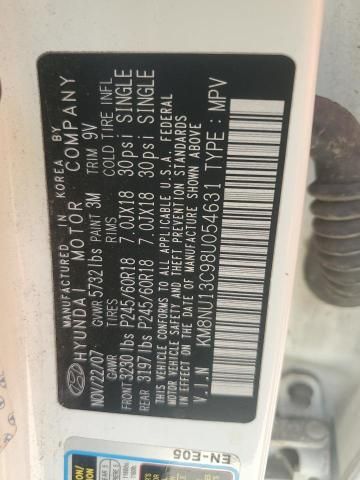 MANUFACTURED IN KOREA BY
HYUNDAI MOTOR COMPANY
NOV/22.07 GVWR 5732 lbs PAINT 3M TRIM 9V
GAWR TIRES RIMS COLD TIRE INFL
FRONT 3230 lbs P245/60R18 7.0JX18 30psi SINGLE
REAR 3197 lbs P245/60R18 7.0JX18 30psi SINGLE
THIS VEHICLE CONFORMS TO ALL APPLICABLE U.S.A. FEDERAL
MOTOR VEHICLE SAFETY, BUMPER, AND THEFT PREVENTION STANDARDS
IN EFFECT ON THE DATE OF MANUFACTURE SHOWN ABOVE.
V.I.N KM8NU13C98U054631 TYPE : MPV
EN-E05